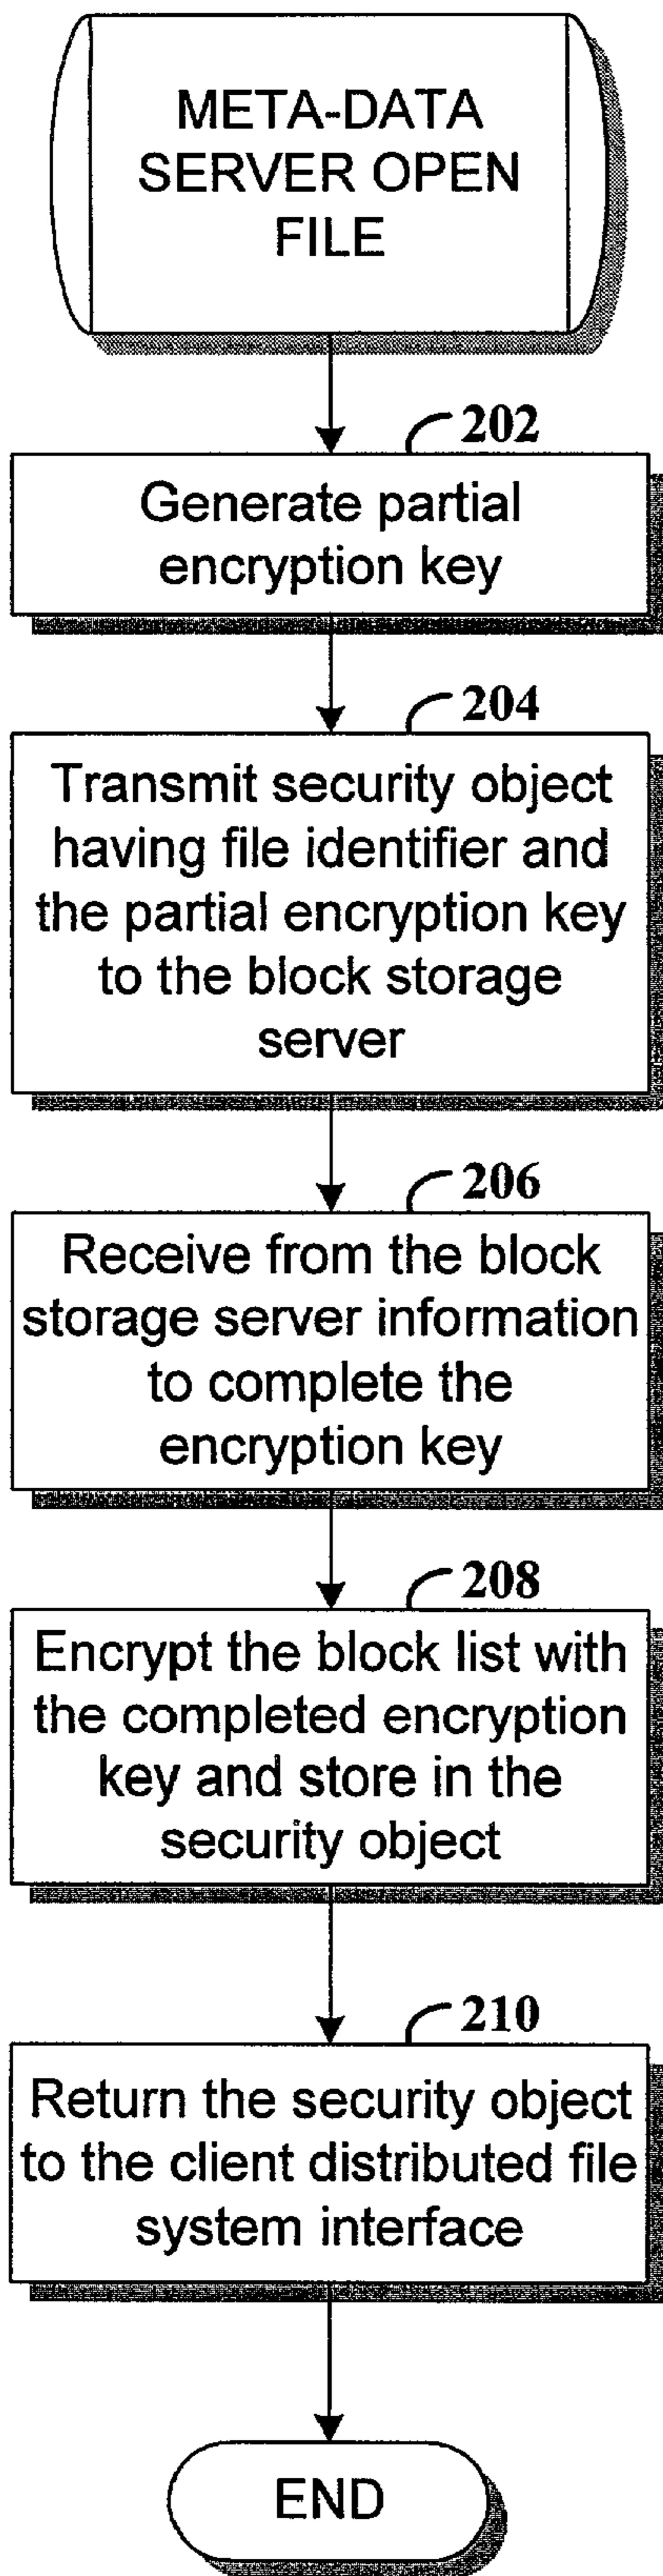 META-DATA
SERVER OPEN
FILE
202
Generate partial
encryption key
204
Transmit security object
having file identifier and
the partial encryption key
to the block storage
server
206
Receive from the block
storage server information
to complete the
encryption key
208
Encrypt the block list with
the completed encryption
key and store in the
security object
210
Return the security object
to the client distributed file
system interface
END